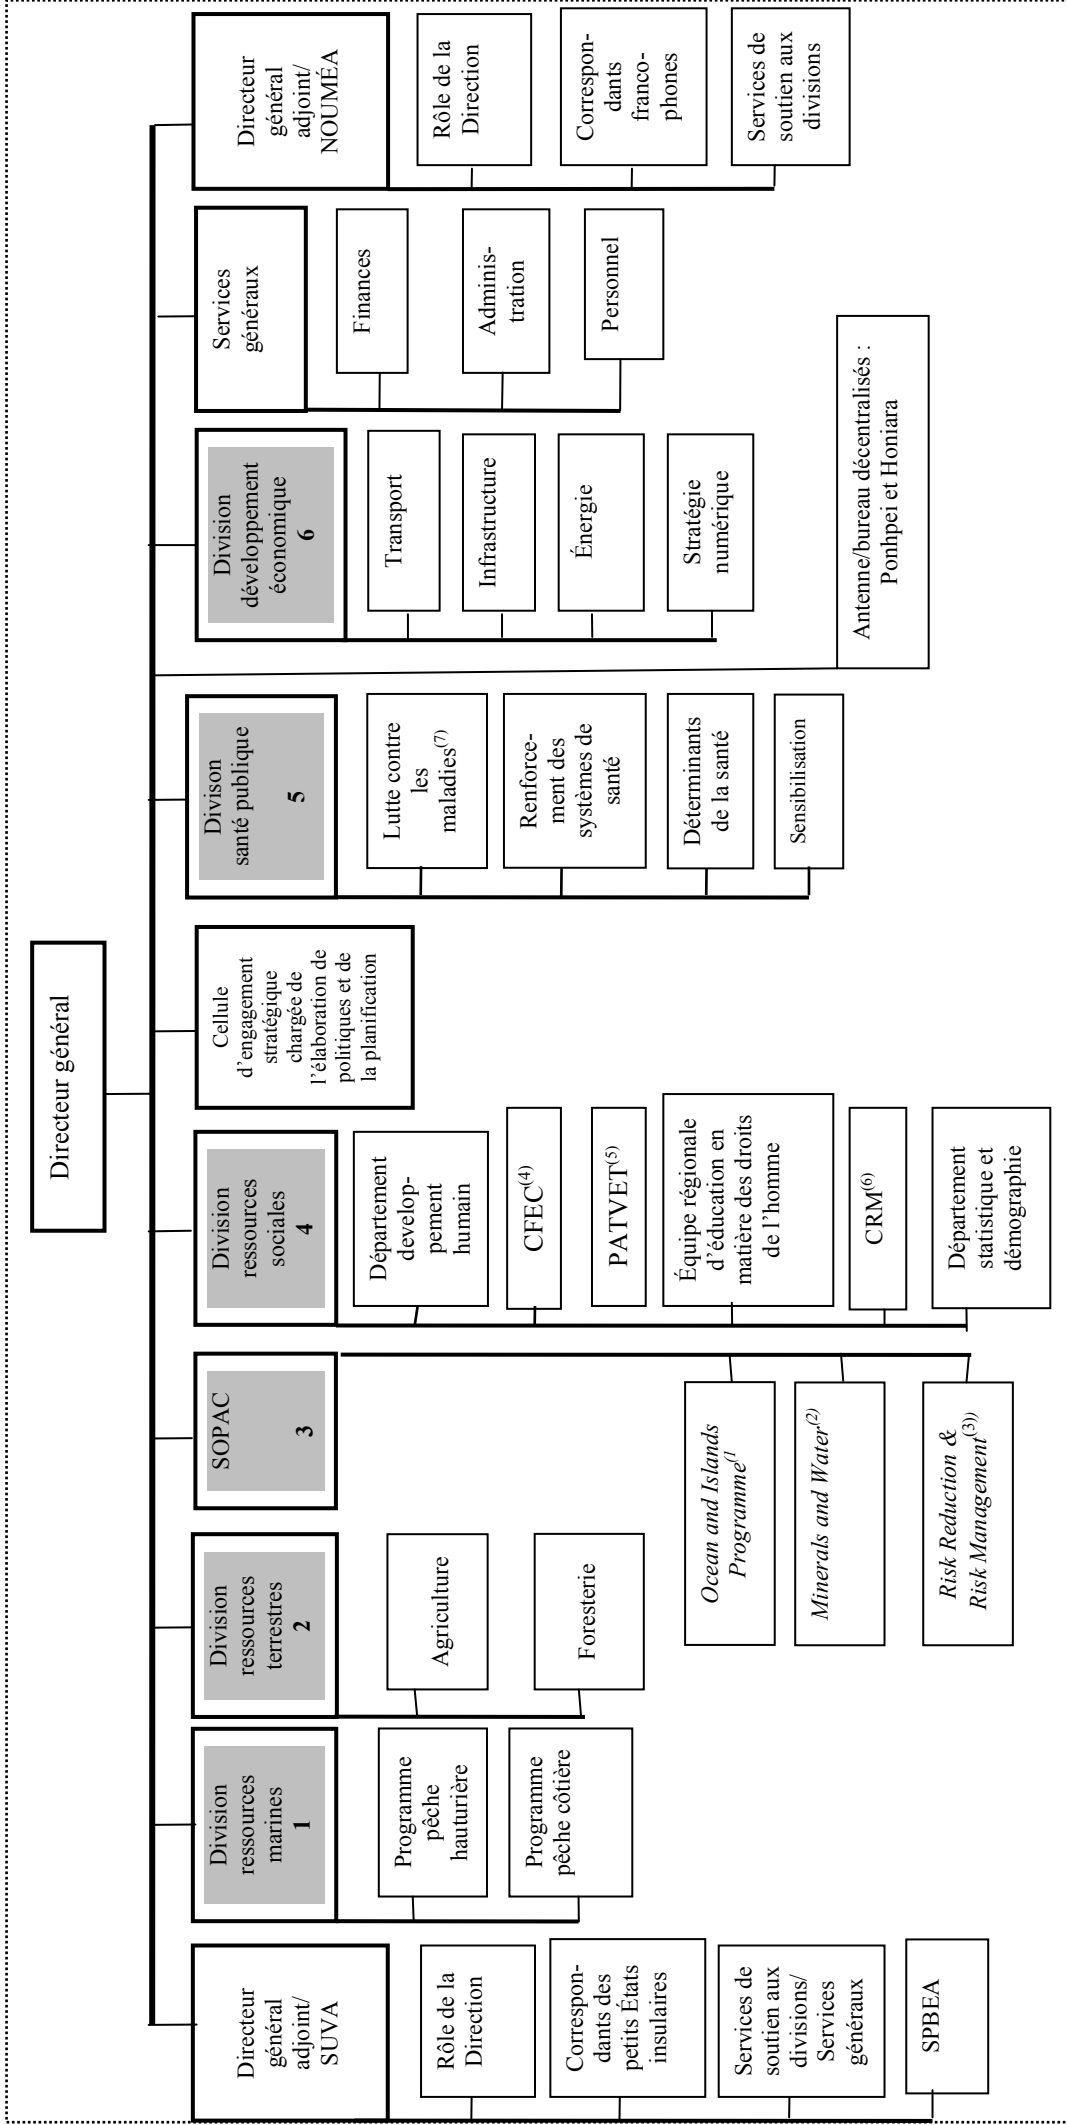 Directeur général
Directeur
général
adjoint/
SUVA
Rôle de la
Direction
Correspon-
dants des
petits États
insulaires
Services de
soutien aux
divisions/
Services
généraux
SPBEA
Division
ressources
marines
1
Programme
pêche
hauturière
Programme
pêche côtière
Division
ressources
terrestres
2
Agriculture
Foresterie
SOPAC
3
Ocean and Islands
Programme(1
Minerals and Water(2)
Risk Reduction &
Risk Management(3))
Division
ressources
sociales
4
Département
develop-
pement
humain
CFEC(4)
PATVET(5)
Équipe régionale
d'éducation en
matière des droits
de l'homme
CRM(6)
Département
statistique et
démographie
Cellule
d'engagement
stratégique
chargée de
l'élaboration de
politiques et de
la planification
Divison
santé publique
5
Lutte contre
les
maladies(7)
Renforce-
ment des
systèmes de
santé
Déterminants
de la santé
Sensibilisation
Division
développement
économique
6
Transport
Infrastructure
Énergie
Stratégie
numérique
Antenne/bureau décentralisés :
Ponhpei et Honiara
Services
généraux
Finances
Adminis-
tration
Personnel
Directeur
général
adjoint/
NOUMÉA
Rôle de la
Direction
Correspon-
dants
franco-
phones
Services de
soutien aux
divisions